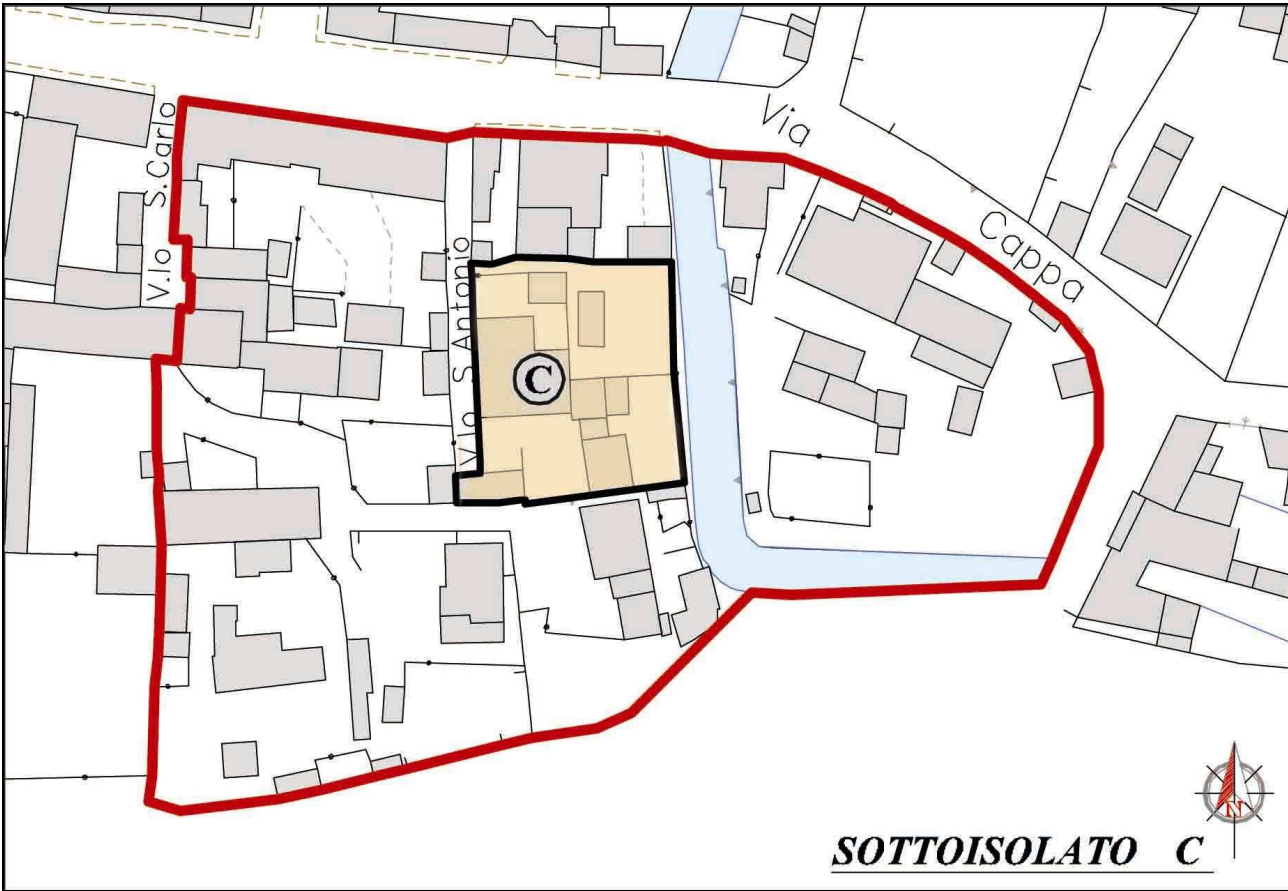 Via
Cappa
V.lo S.Carlo
V.lo S.Antonio
C
N
SOTTOISOLATO C